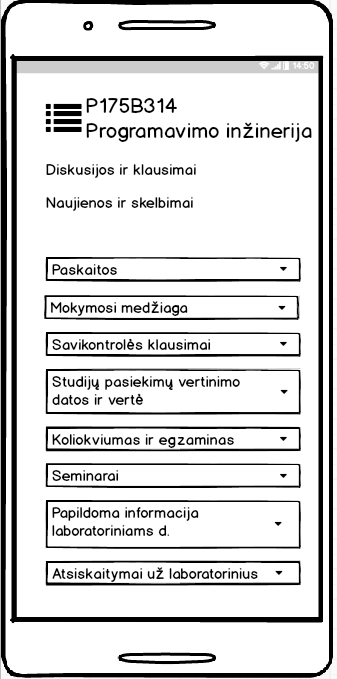 14:50
P175B314
Programavimo inžinerija
Diskusijos ir klausimai
Naujienos ir skelbimai
Paskaitos
Mokymosi medžiaga
Savikontrolės klausimai
Studijų pasiekimų vertinimo
datos ir vertė
Koliokviumas ir egzaminas
Seminarai
Papildoma informacija
laboratoriniams d.
Atsiskaitymai už laboratorinius